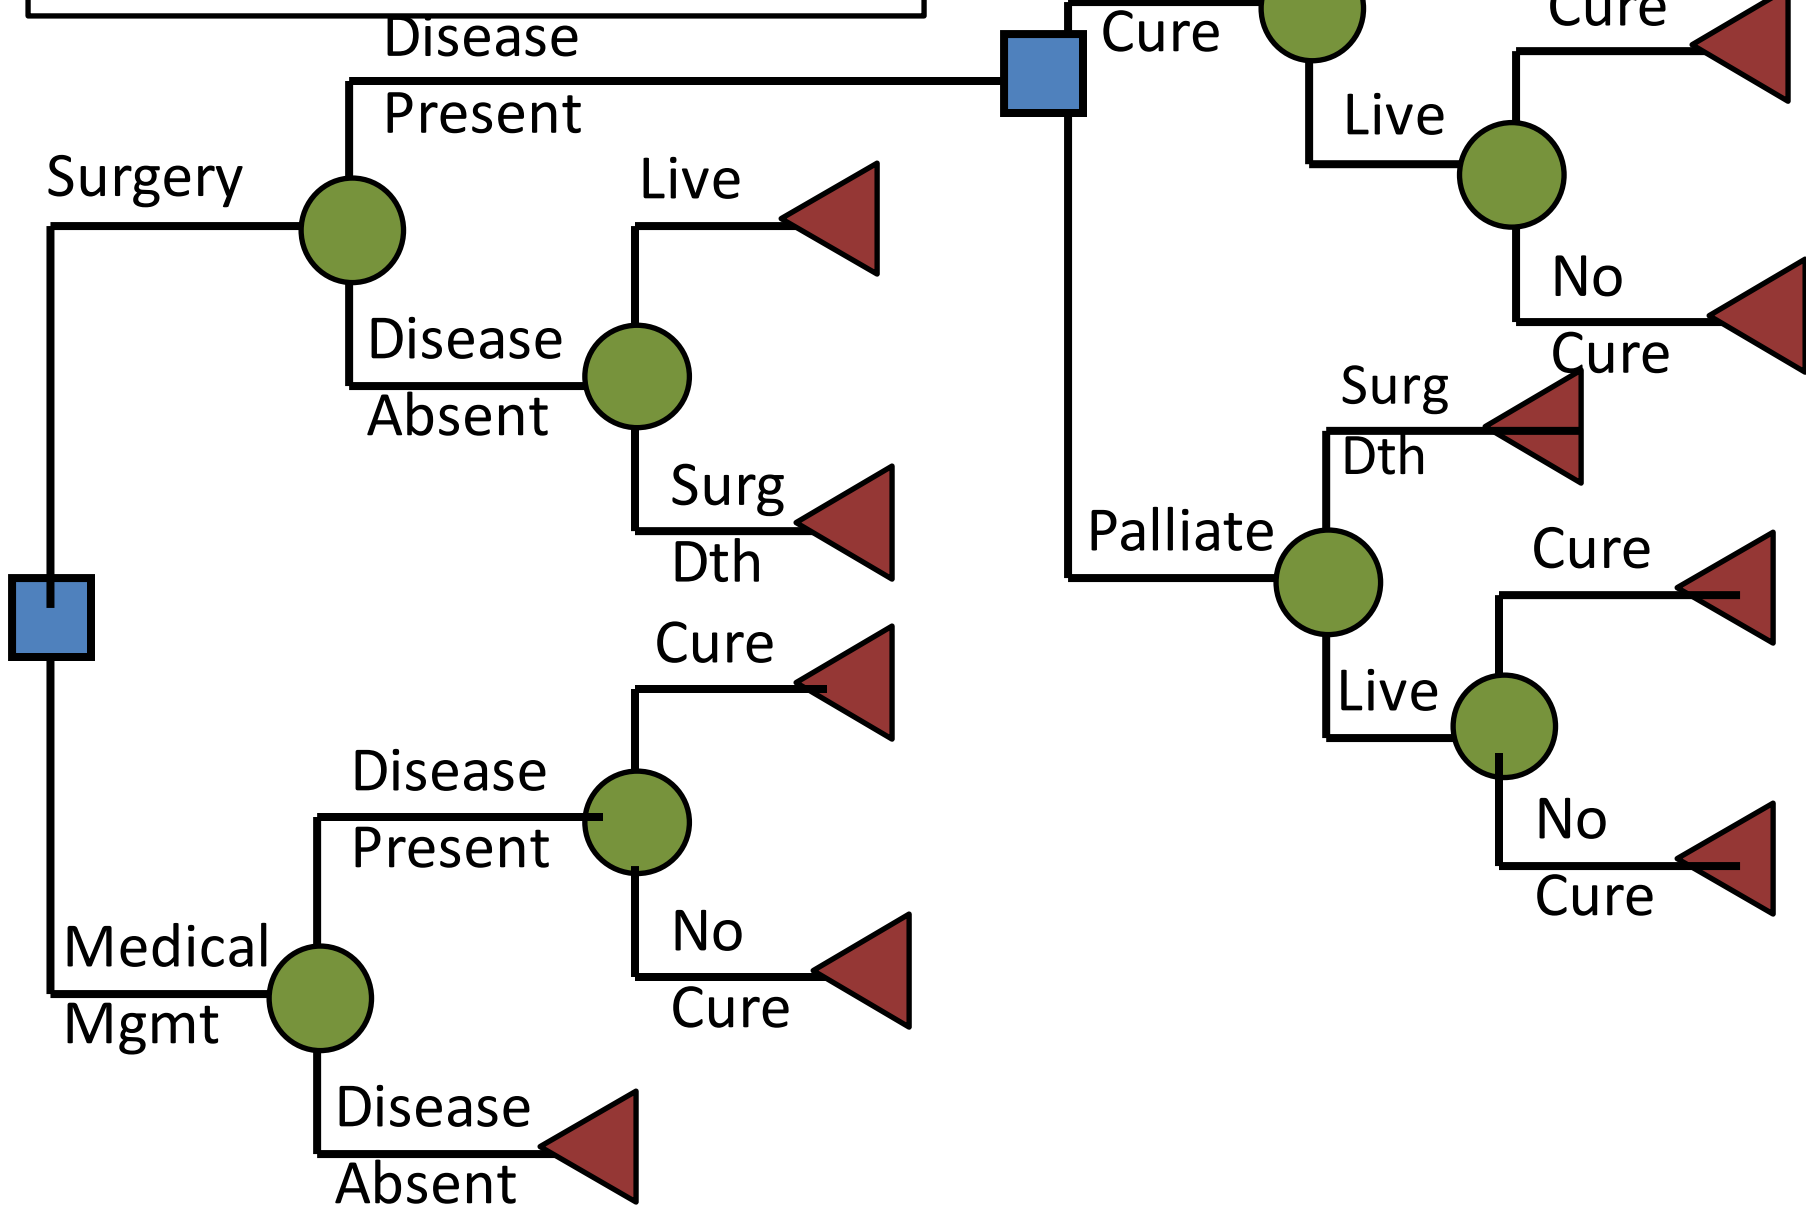 Disease
Present
Surgery
Live
Disease
Absent
Surg
Dth
Cure
Disease
Present
No
Cure
Medical
Mgmt
Disease
Absent
Cure
Cure
Live
No
Cure
Surg
Dth
Palliate
Cure
Live
No
Cure